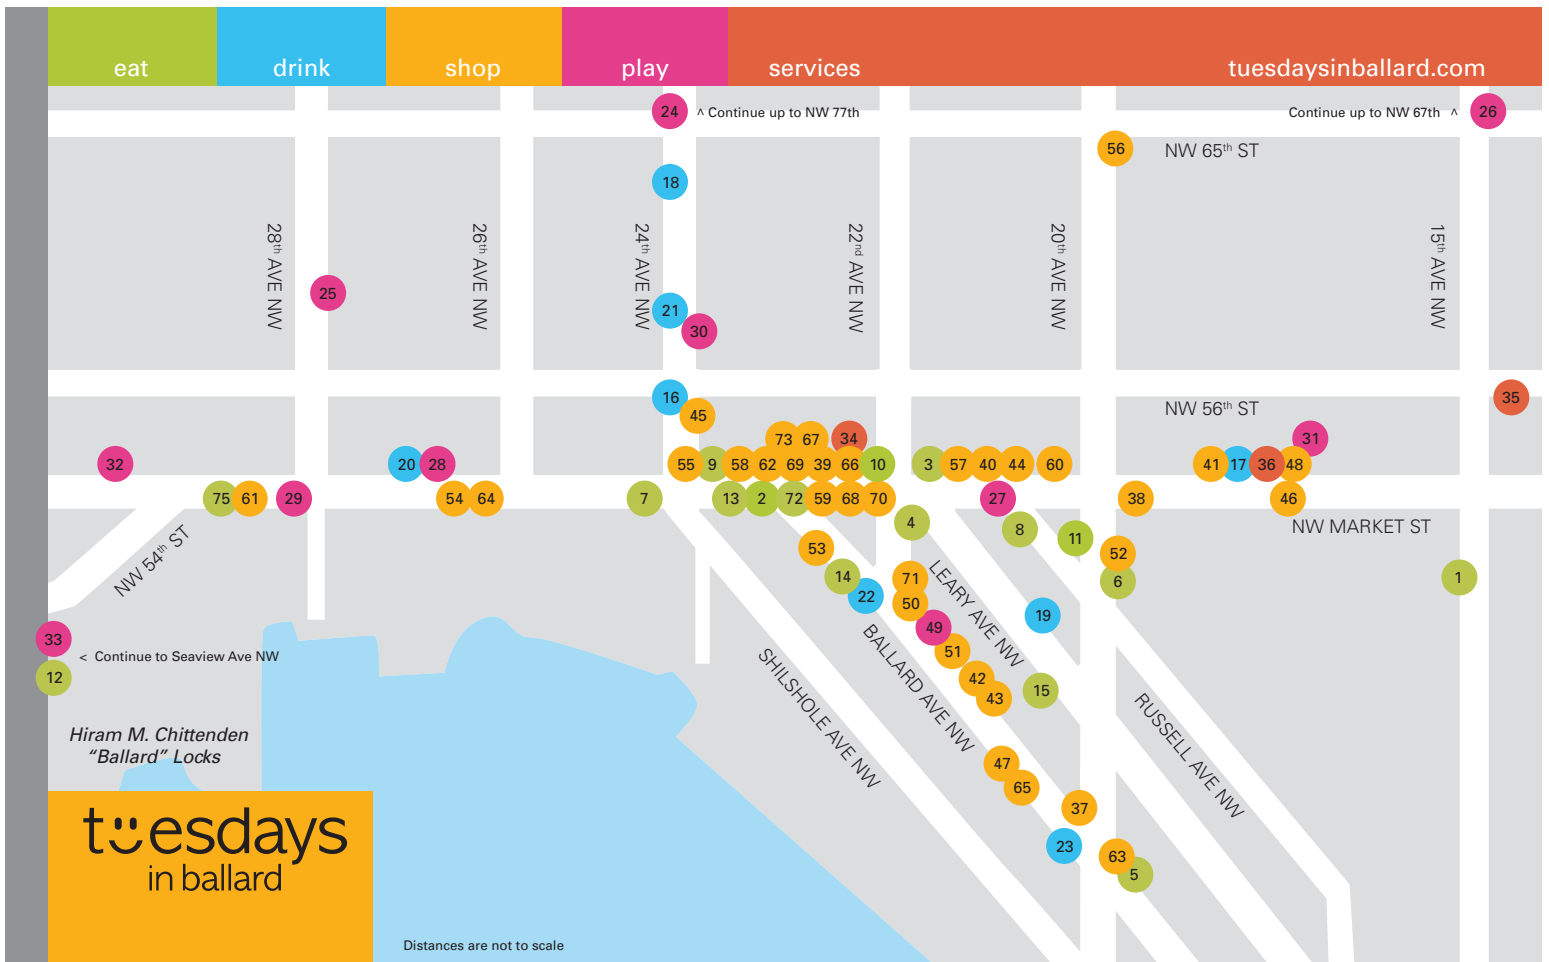 eat
drink
shop
play
services
tuesdaysinballard.com
24
^ Continue up to NW 77th
Continue up to NW 67th ^
26
56
NW 65th ST
18
28th AVE NW
26th AVE NW
24th AVE NW
22nd AVE NW
20th AVE NW
15th AVE NW
25
21
30
16
45
NW 56th ST
35
73
67
34
31
32
20
28
55
9
58
62
69
39
66
10
3
57
40
44
60
41
17
36
48
75
61
29
54
64
7
13
2
72
59
68
70
27
38
46
NW MARKET ST
NW 54th ST
4
8
11
53
52
14
22
71
50
LEARY AVE NW
6
1
19
49
33
< Continue to Seaview Ave NW
12
51
42
43
15
BALLARD AVE NW
SHILSHOLE AVE NW
RUSSELL AVE NW
Hiram M. Chittenden
“Ballard” Locks
47
65
37
23
63
5
tuesdays
in ballard
Distances are not to scale